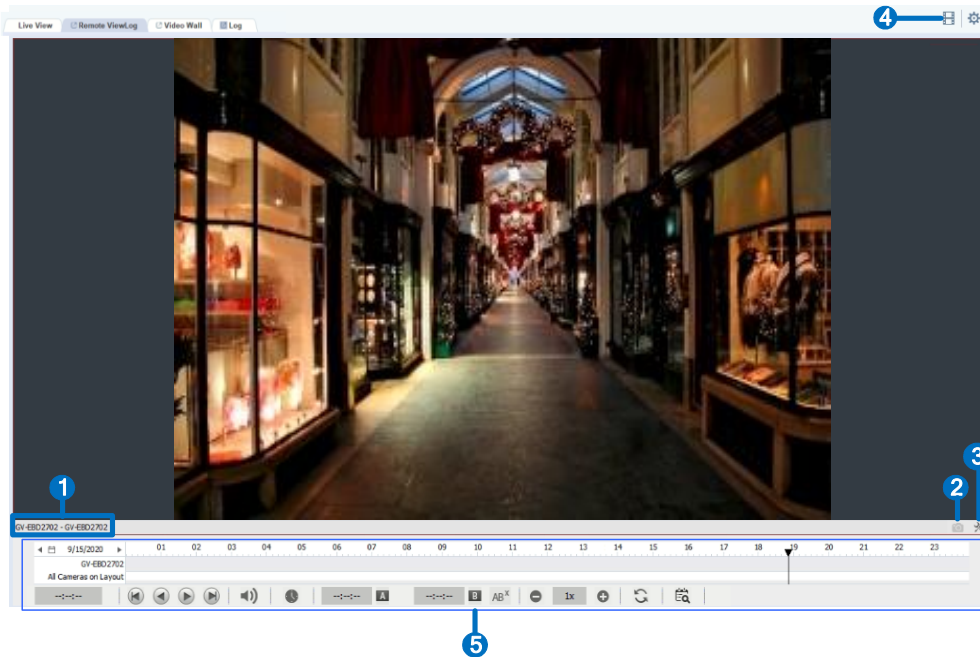 4
Live View Remote ViewLog Video Wall Log
3
1
2
GV-EBD2702 - GV-EBD2702
9/15/2020 01 02 03 04 05 06 07 08 09 10 11 12 13 14 15 16 17 18 19 20 21 22 23
GV-EBD2702
All Cameras on Layout
--:--:-- --:--:-- A --:--:-- B ABX 1x
5